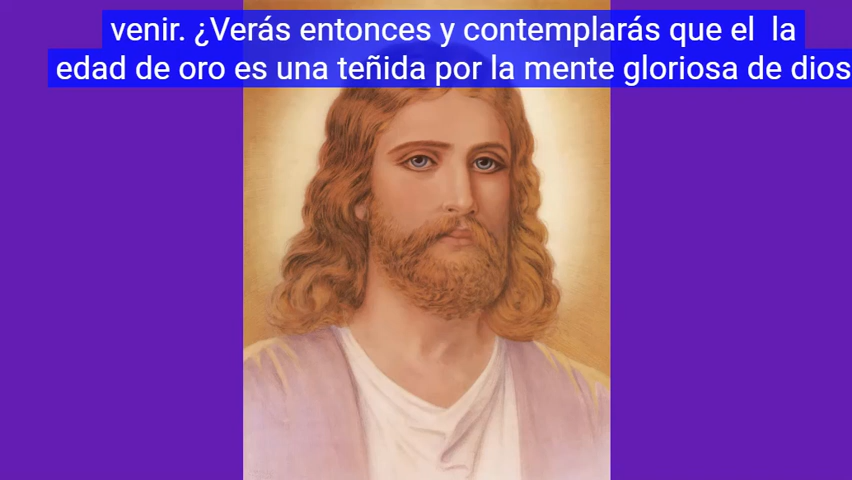 venir. ¿Verás entonces y contemplarás que el  la
edad de oro es una teñida por la mente gloriosa de dios